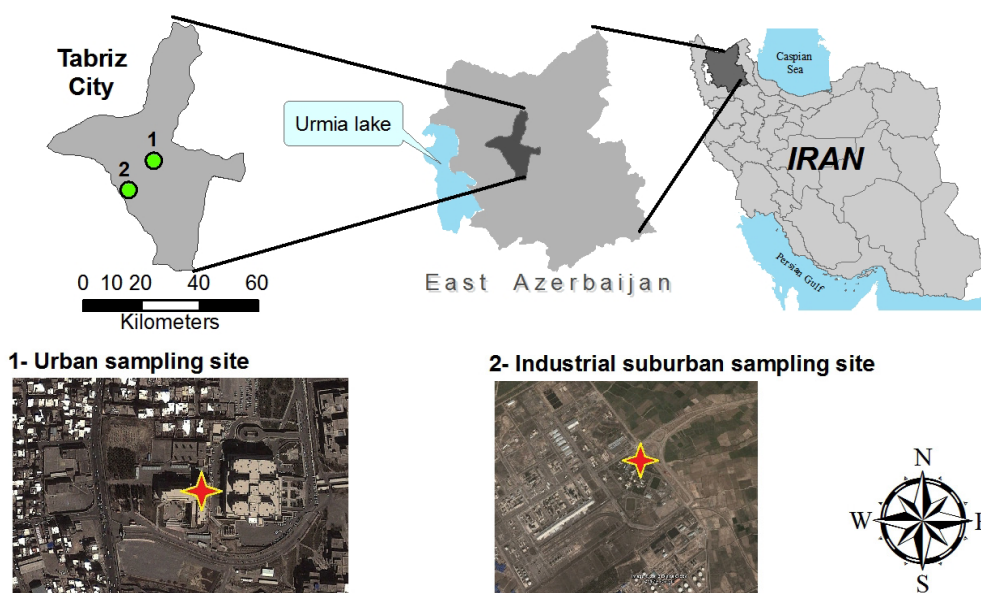 Tabriz
City
1
2
0 10 20 40 60
Kilometers
Urmia lake
East Azerbaijan
Caspian
Sea
IRAN
Persian Gulf
1- Urban sampling site
2- Industrial suburban sampling site
N
W
E
S